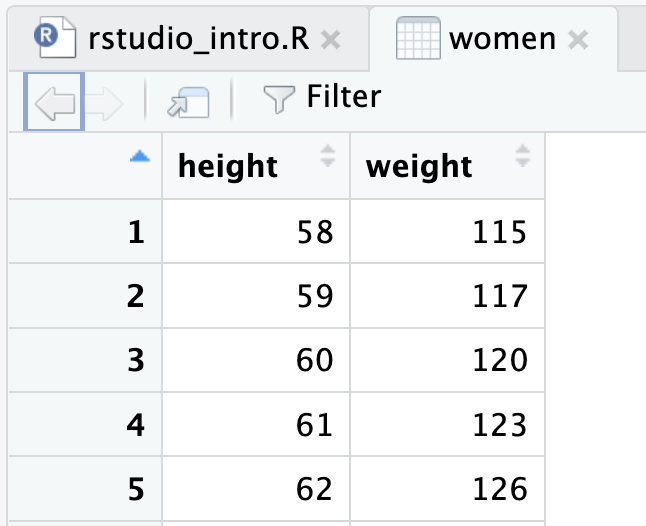 R rstudio_intro.R women
Filter
height weight
1 58 115
2 59 117
3 60 120
4 61 123
5 62 126